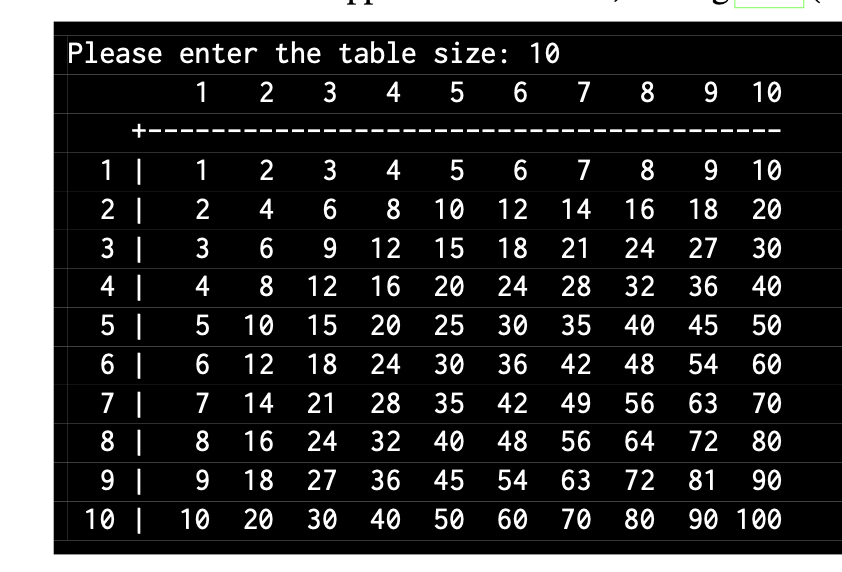 Please enter the table size: 10
        1   2   3   4   5   6   7   8   9  10
    +----------------------------------------
  1 |   1   2   3   4   5   6   7   8   9  10
  2 |   2   4   6   8  10  12  14  16  18  20
  3 |   3   6   9  12  15  18  21  24  27  30
  4 |   4   8  12  16  20  24  28  32  36  40
  5 |   5  10  15  20  25  30  35  40  45  50
  6 |   6  12  18  24  30  36  42  48  54  60
  7 |   7  14  21  28  35  42  49  56  63  70
  8 |   8  16  24  32  40  48  56  64  72  80
  9 |   9  18  27  36  45  54  63  72  81  90
 10 |  10  20  30  40  50  60  70  80  90 100